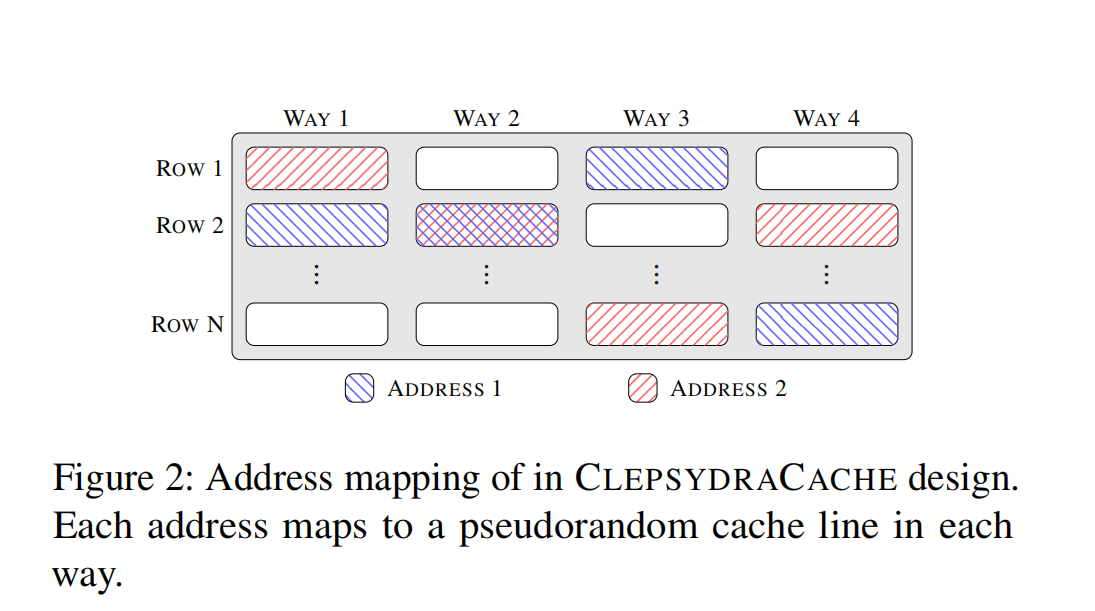 WAY 1 WAY 2 WAY 3 WAY 4
ROW 1
ROW 2
⋮ ⋮ ⋮ ⋮
ROW N
ADDRESS 1 ADDRESS 2
Figure 2: Address mapping of in CLEPSYDRACACHE design.
Each address maps to a pseudorandom cache line in each
way.